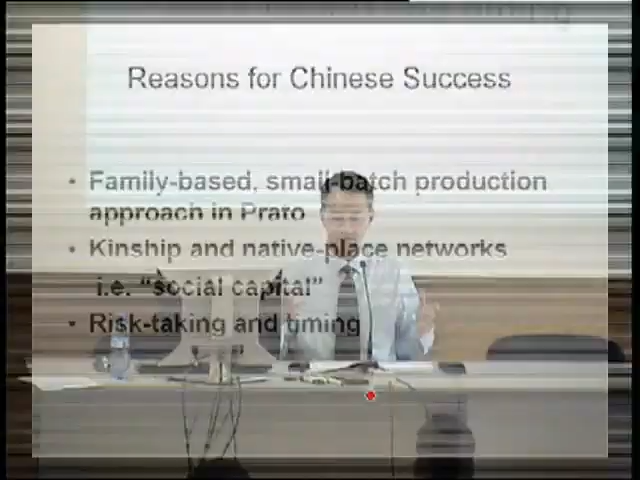 Reasons for Chinese Success
• Family-based, small-batch production
approach in Prato
• Kinship and native-place networks
i.e. “social capital”
• Risk-taking and timing